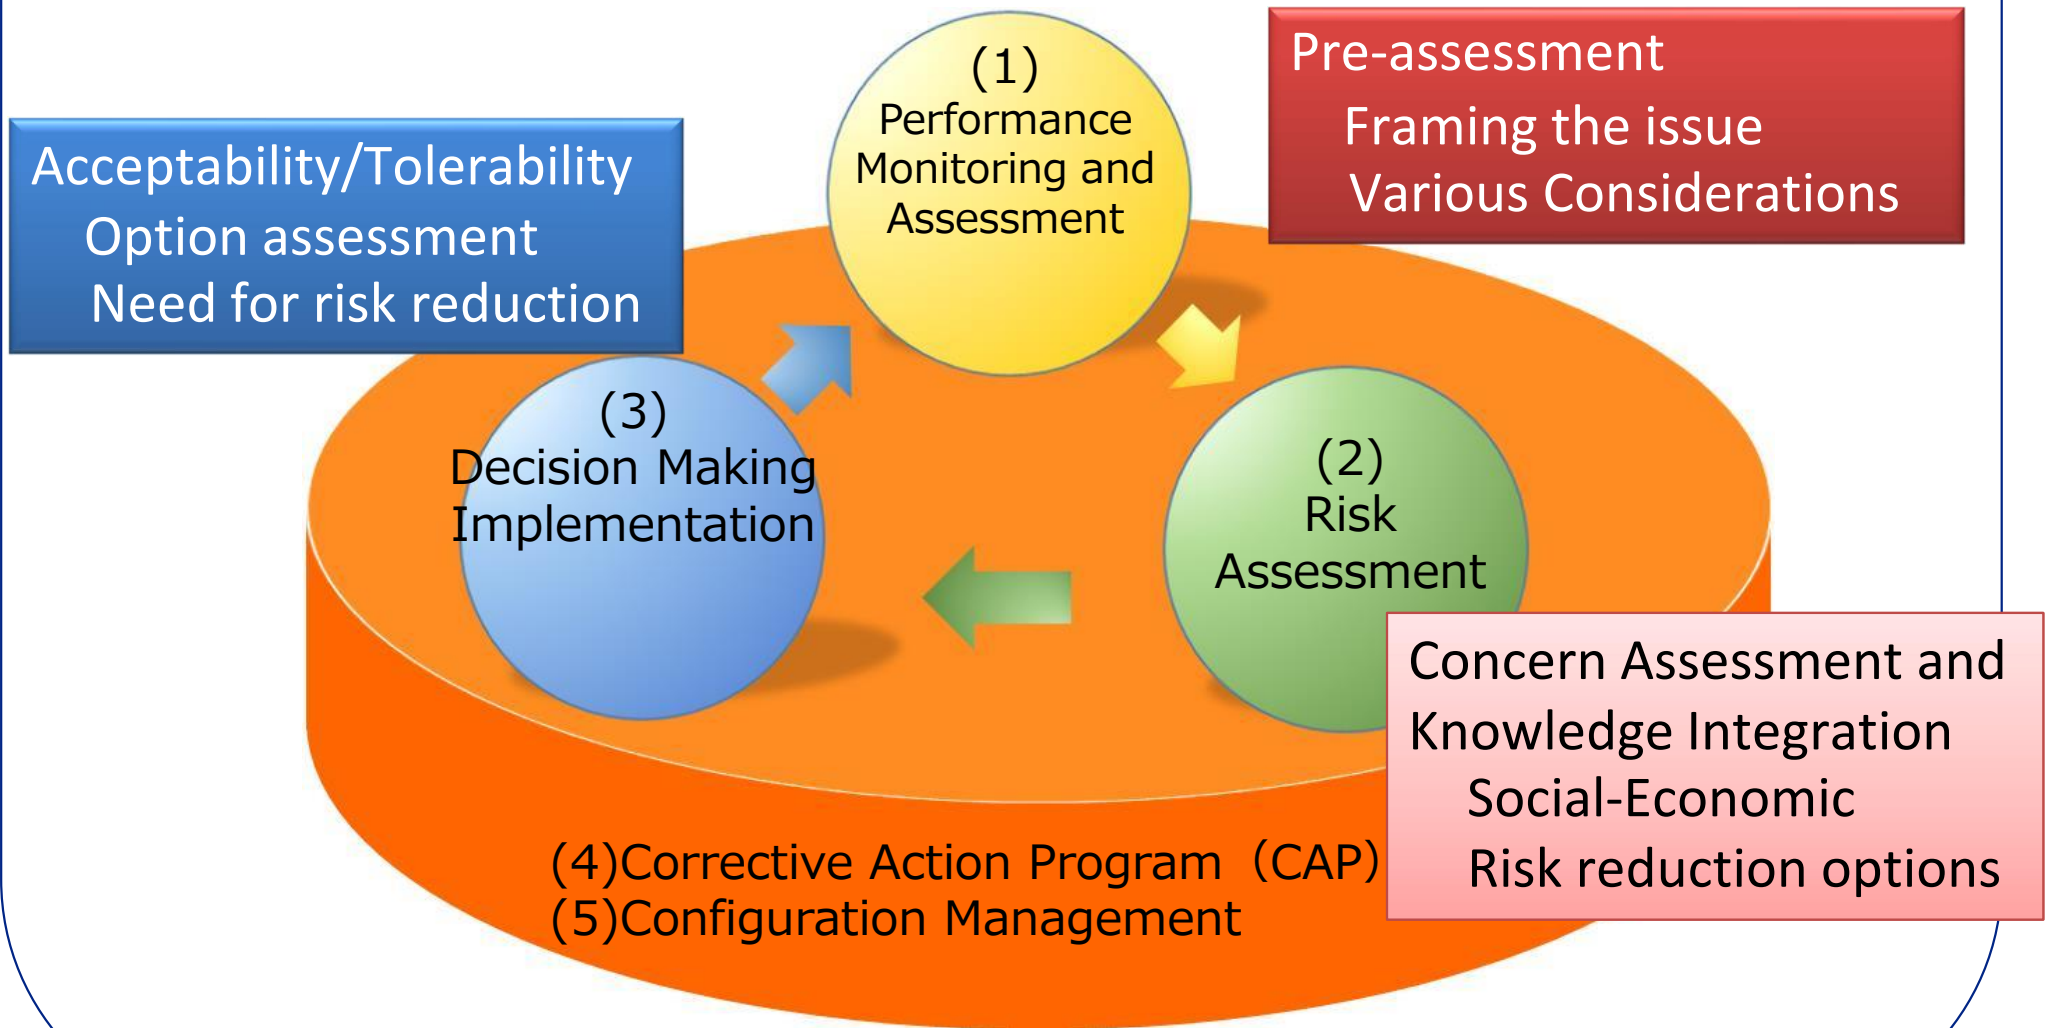 (1)
Performance
Monitoring and
Assessment
Pre-assessment
Framing the issue
Various Considerations
Acceptability/Tolerability
Option assessment
Need for risk reduction
(3)
Decision Making
Implementation
(2)
Risk
Assessment
Concern Assessment and
Knowledge Integration
Social-Economic
Risk reduction options
(4)Corrective Action Program（CAP）
(5)Configuration Management